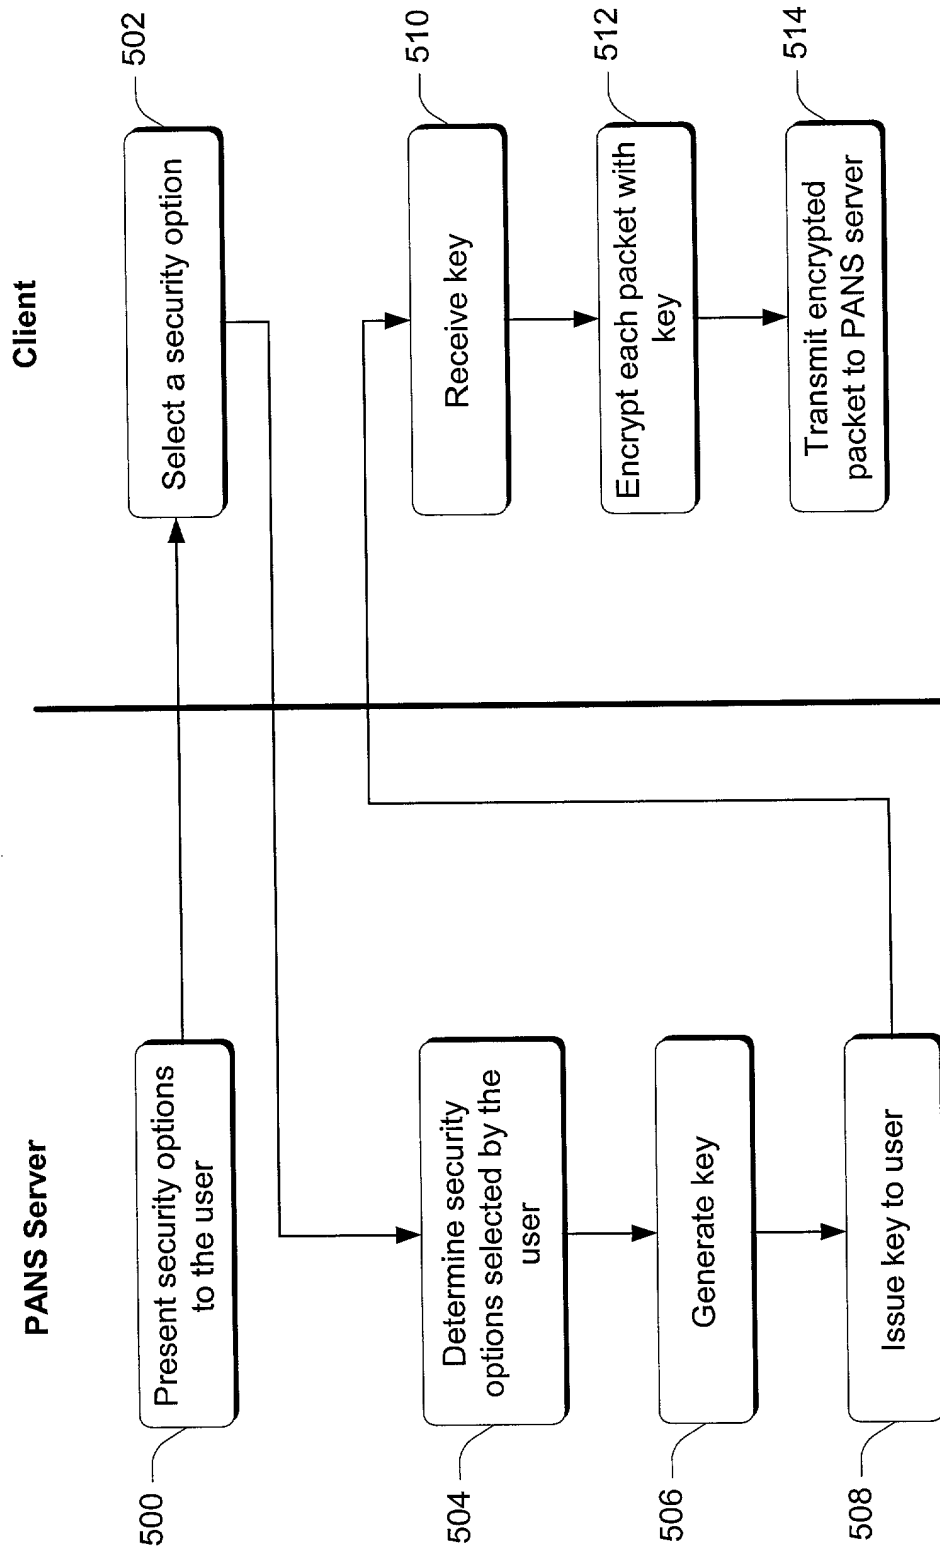 PANS Server
Client
500
Present security options
to the user
Select a security option
502
504
Determine security
options selected by the
user
506
Generate key
508
Issue key to user
Receive key
510
Encrypt each packet with
key
512
Transmit encrypted
packet to PANS server
514